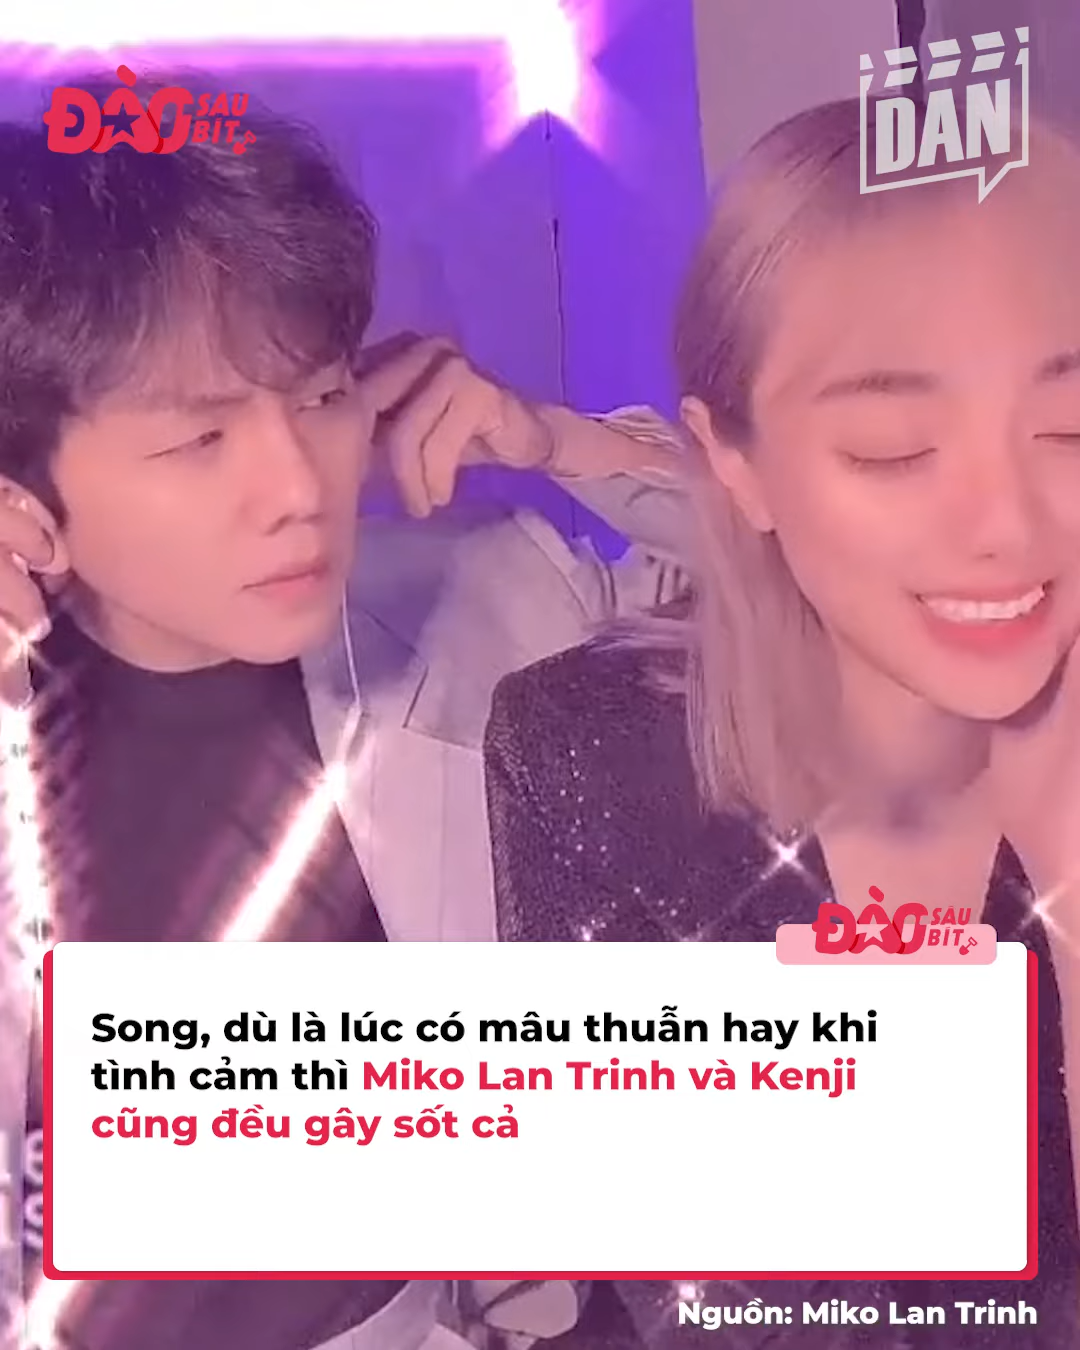 ĐÀO SÂU BÍT
DAN
ĐÀO SÂU BÍT
Song, dù là lúc có mâu thuẫn hay khi
tình cảm thì Miko Lan Trinh và Kenji
cũng đều gây sốt cả
Nguồn: Miko Lan Trinh